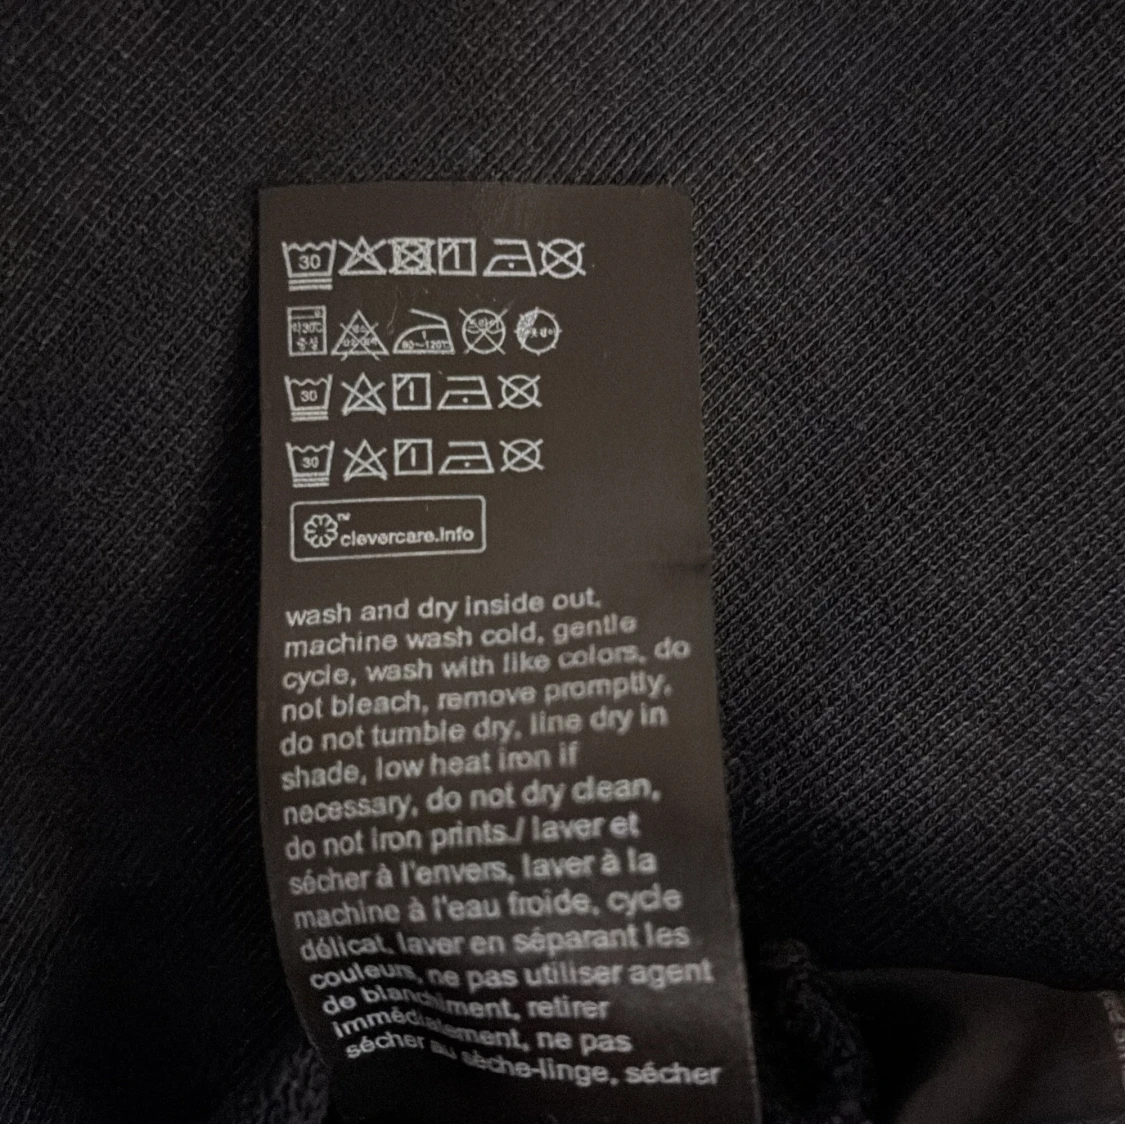 30
30
30
clevercare.info
wash and dry inside out,
machine wash cold, gentle
cycle, wash with like colors, do
not bleach, remove promptly,
do not tumble dry, line dry in
shade, low heat iron if
necessary, do not dry clean,
do not iron prints./ laver et
sécher à l'envers, laver à la
machine à l'eau froide, cycle
délicat, laver en séparant les
couleurs, ne pas utiliser agent
de blanchiment, retirer
immédiatement, ne pas
sécher au sèche-linge, sécher